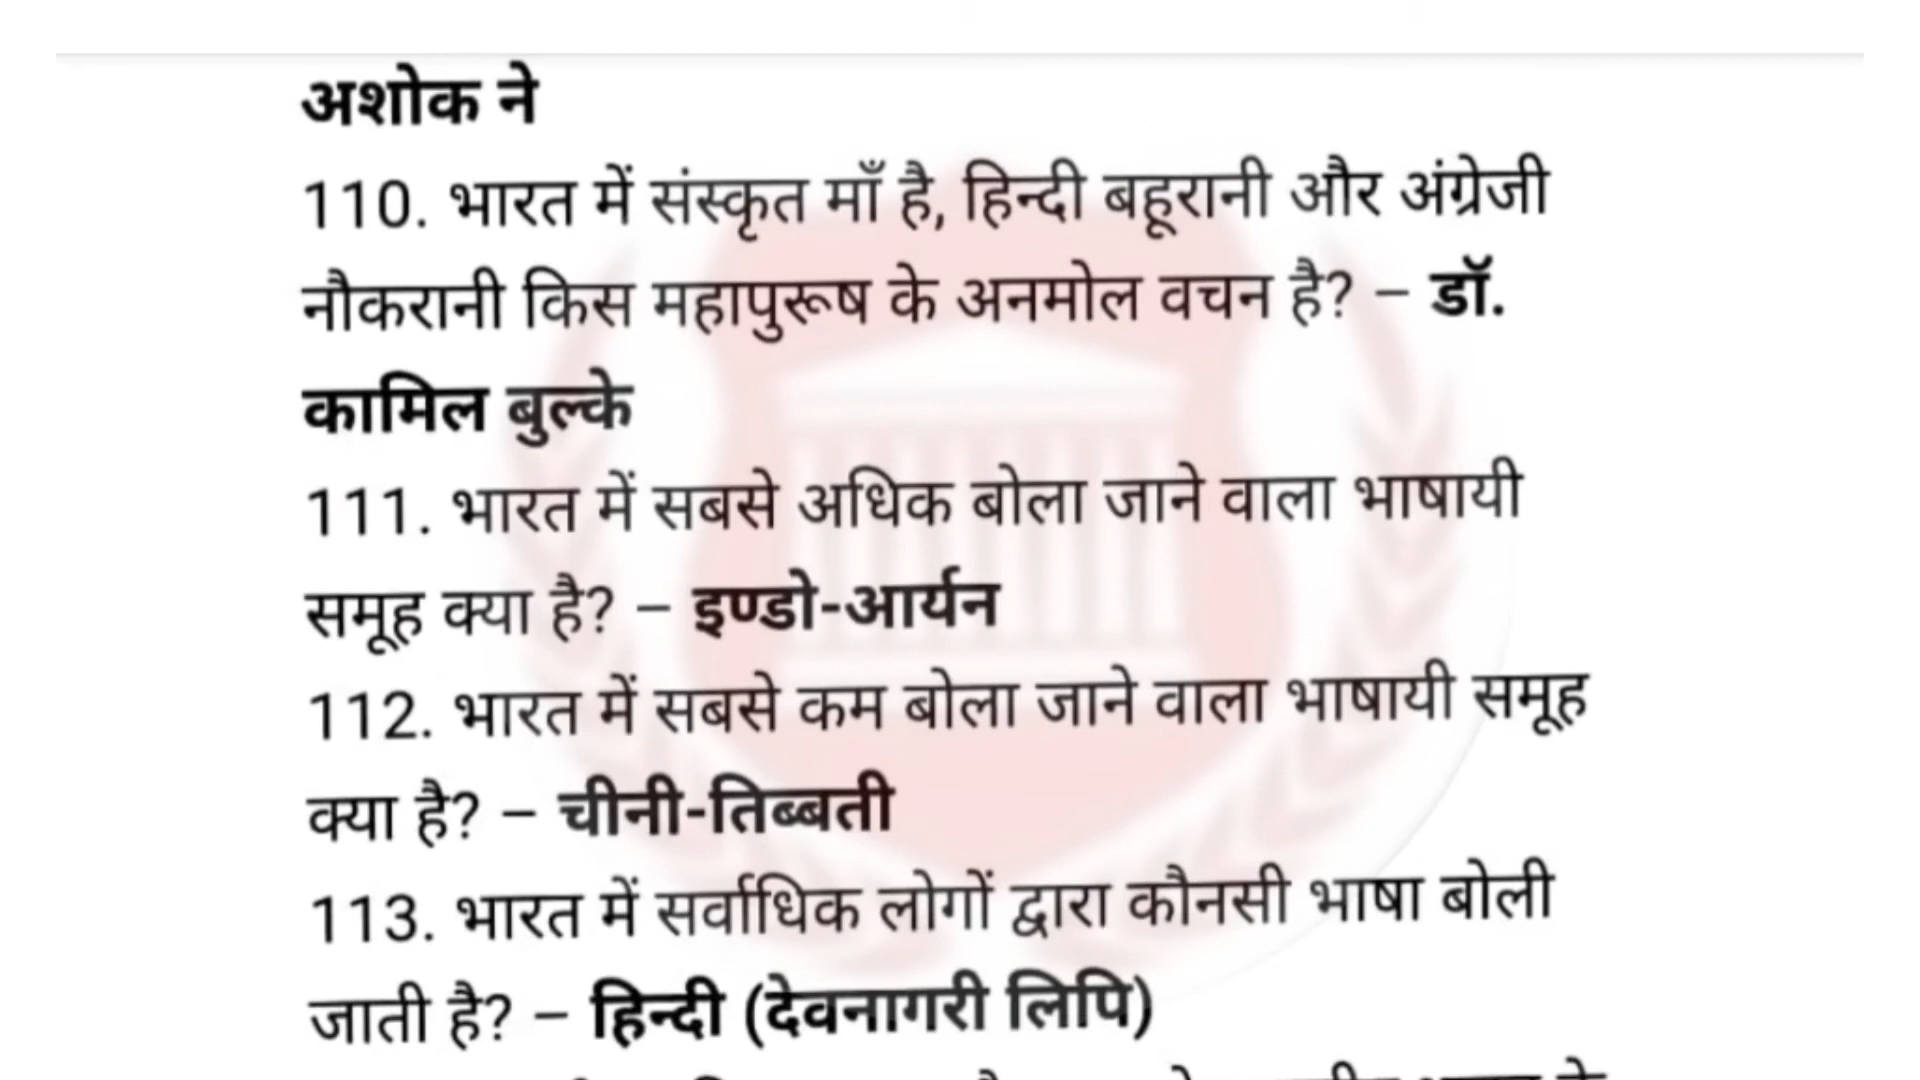 अशोक ने
110. भारत में संस्कृत माँ है, हिन्दी बहूरानी और अंग्रेजी
नौकरानी किस महापुरूष के अनमोल वचन है? – डॉ.
कामिल बुल्के
111. भारत में सबसे अधिक बोला जाने वाला भाषायी
समूह क्या है? – इण्डो-आर्यन
112. भारत में सबसे कम बोला जाने वाला भाषायी समूह
क्या है? – चीनी-तिब्बती
113. भारत में सर्वाधिक लोगों द्वारा कौनसी भाषा बोली
जाती है? – हिन्दी (देवनागरी लिपि)